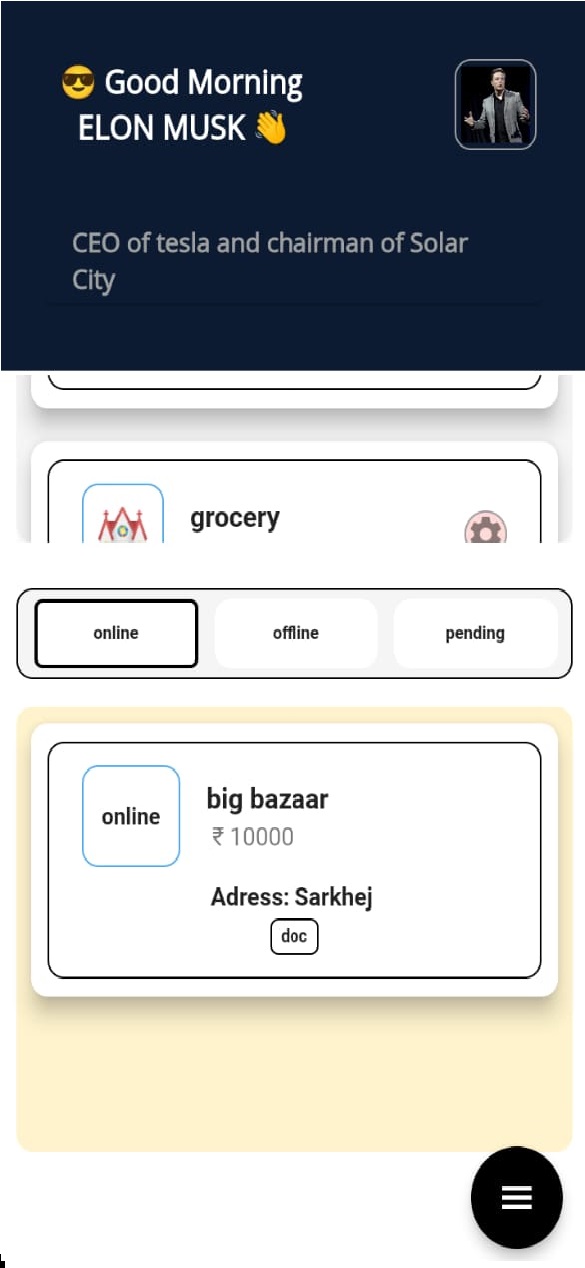 😎 Good Morning
ELON MUSK 👋
CEO of tesla and chairman of Solar
City
grocery
online
offline
pending
online
big bazaar
₹ 10000
Adress: Sarkhej
doc